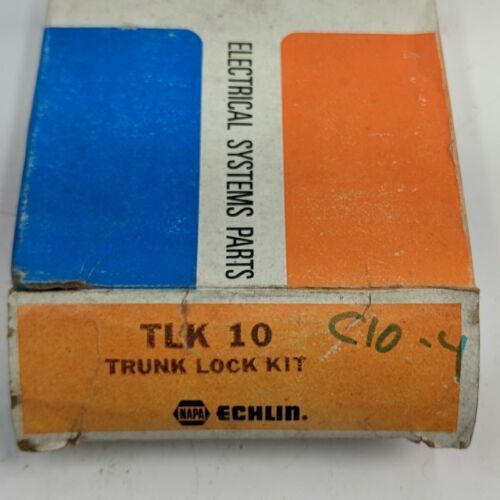 ELECTRICAL SYSTEMS PARTS
TLK 10
C10-4
TRUNK LOCK KIT
NAPA ECHLIN.